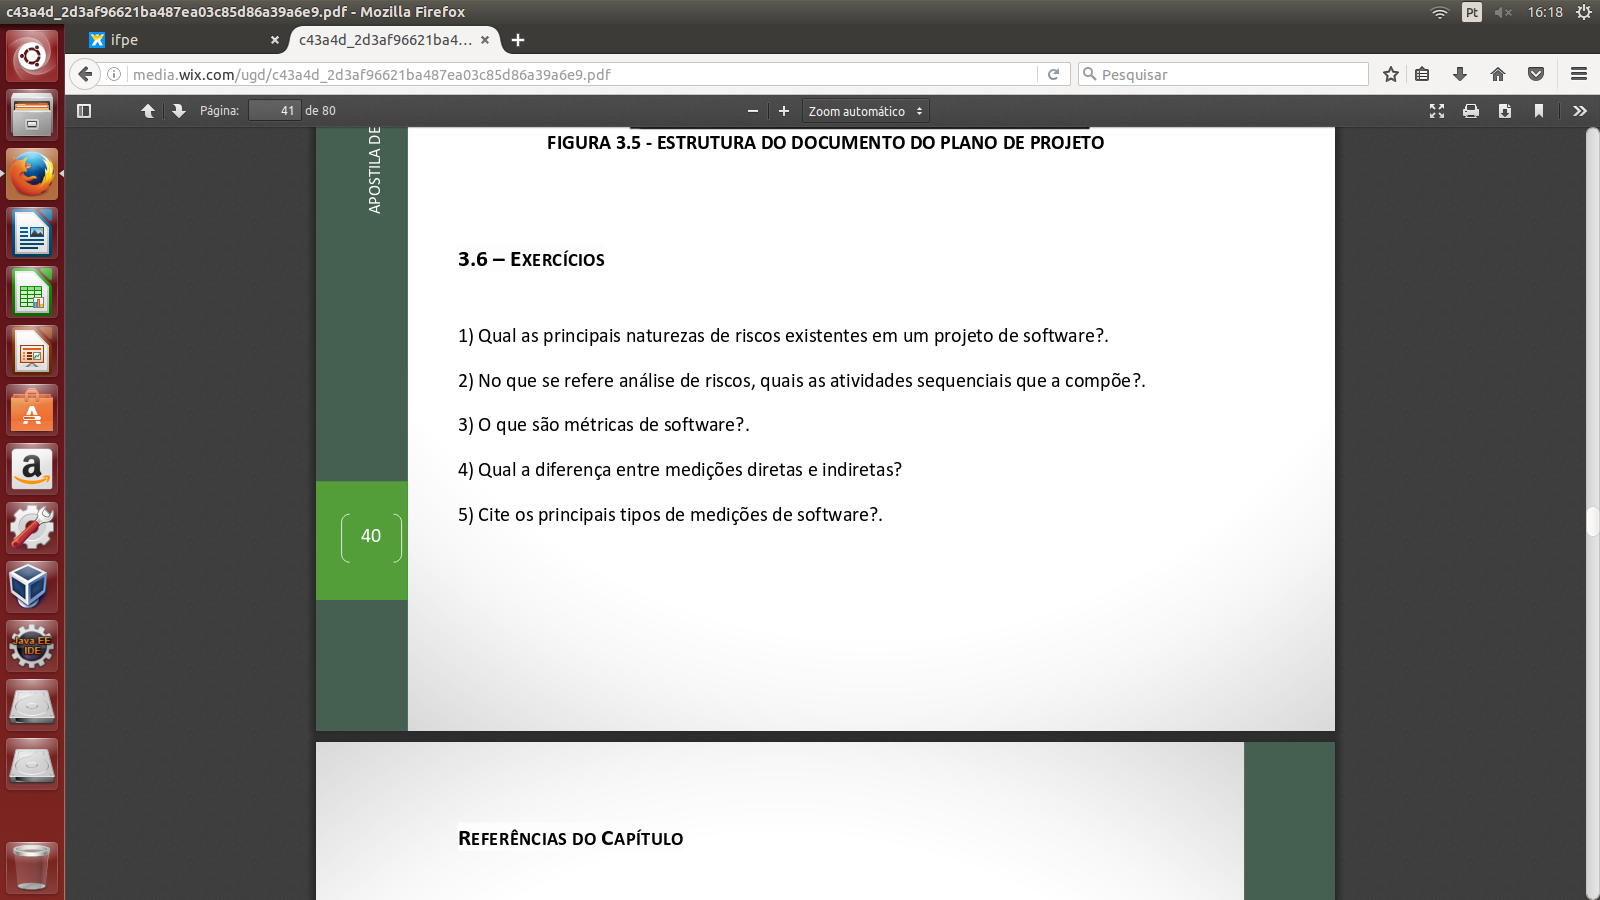 c43a4d_2d3af96621ba487ea03c85d86a39a6e9.pdf - Mozilla Firefox
Pt
16:18
ifpe
c43a4d_2d3af96621ba4...
media.wix.com/ugd/c43a4d_2d3af96621ba487ea03c85d86a39a6e9.pdf
Pesquisar
Página: 41 de 80
Zoom automático
APOSTILA DE
FIGURA 3.5 - ESTRUTURA DO DOCUMENTO DO PLANO DE PROJETO
3.6 – EXERCÍCIOS
1) Qual as principais naturezas de riscos existentes em um projeto de software?.
2) No que se refere análise de riscos, quais as atividades sequenciais que a compõe?.
3) O que são métricas de software?.
4) Qual a diferença entre medições diretas e indiretas?
5) Cite os principais tipos de medições de software?.
40
REFERÊNCIAS DO CAPÍTULO
a
Java EE
IDE